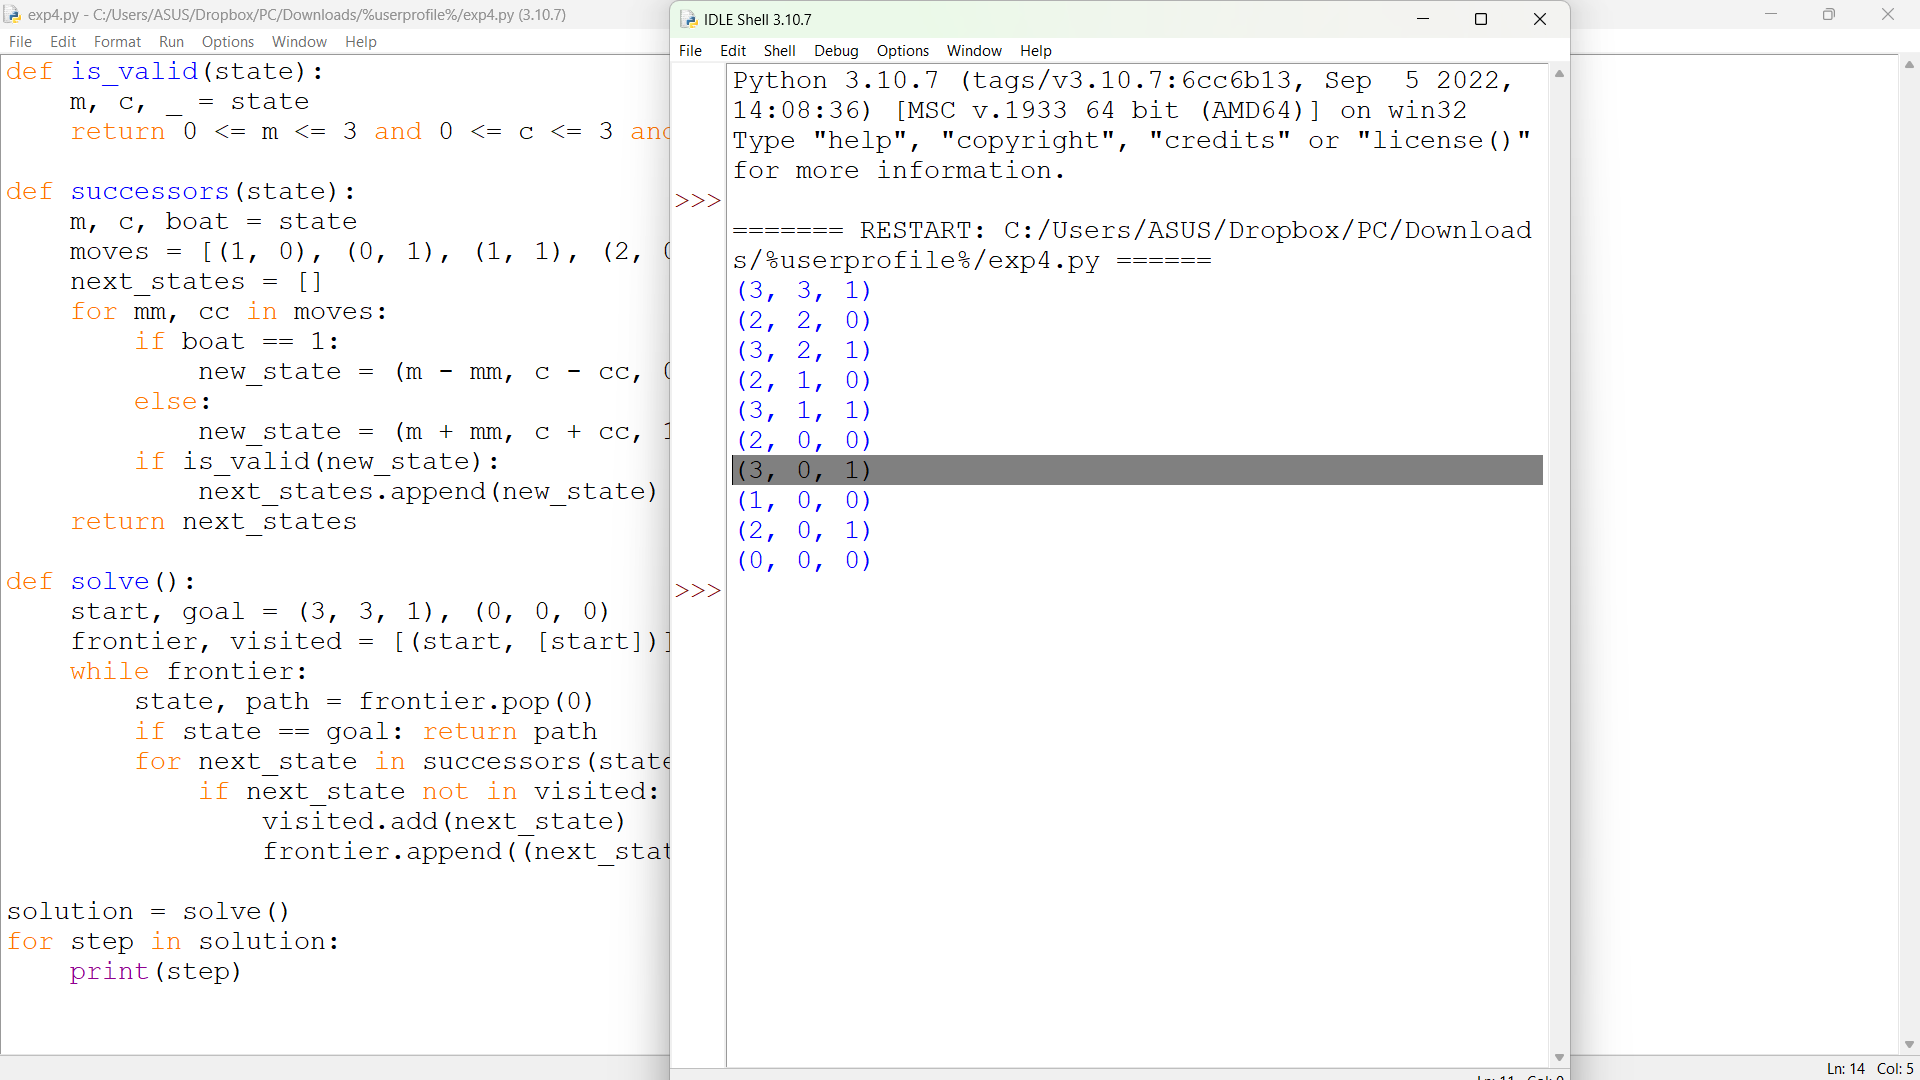 exp4.py - C:/Users/ASUS/Dropbox/PC/Downloads/%userprofile%/exp4.py (3.10.7)
File Edit Format Run Options Window Help
def is_valid(state):
    m, c, _ = state
    return 0 <= m <= 3 and 0 <= c <= 3 and

def successors(state):
    m, c, boat = state
    moves = [(1, 0), (0, 1), (1, 1), (2,
    next_states = []
    for mm, cc in moves:
        if boat == 1:
            new_state = (m - mm, c - cc,
        else:
            new_state = (m + mm, c + cc,
        if is_valid(new_state):
            next_states.append(new_state)
    return next_states

def solve():
    start, goal = (3, 3, 1), (0, 0, 0)
    frontier, visited = [(start, [start])]
    while frontier:
        state, path = frontier.pop(0)
        if state == goal: return path
        for next_state in successors(state
            if next_state not in visited:
                visited.add(next_state)
                frontier.append((next_stat

solution = solve()
for step in solution:
    print(step)
IDLE Shell 3.10.7
File Edit Shell Debug Options Window Help
Python 3.10.7 (tags/v3.10.7:6cc6b13, Sep  5 2022,
14:08:36) [MSC v.1933 64 bit (AMD64)] on win32
Type "help", "copyright", "credits" or "license()"
for more information.
>>>
======= RESTART: C:/Users/ASUS/Dropbox/PC/Download
s/%userprofile%/exp4.py ======
(3, 3, 1)
(2, 2, 0)
(3, 2, 1)
(2, 1, 0)
(3, 1, 1)
(2, 0, 0)
(3, 0, 1)
(1, 0, 0)
(2, 0, 1)
(0, 0, 0)
>>>
Ln: 14 Col: 5